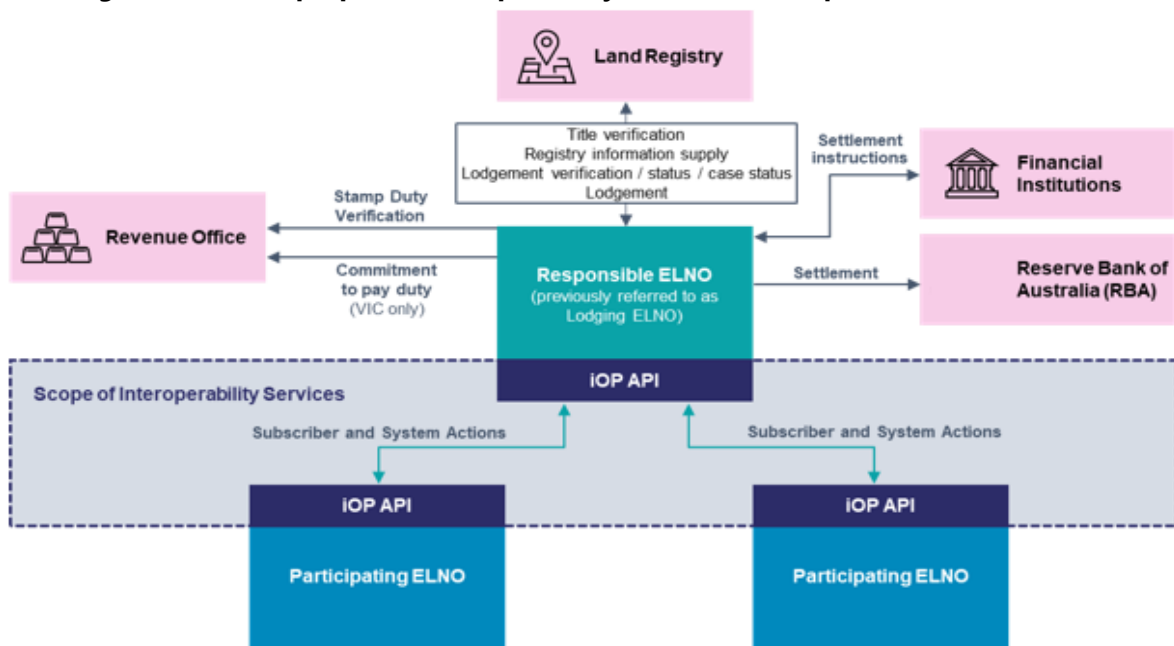 Land Registry
Title verification
Registry information supply
Lodgement verification / status / case status
Lodgement
Settlement
instructions
Financial
Institutions
Stamp Duty
Verification
Revenue Office
Commitment
to pay duty
(VIC only)
Responsible ELNO
(previously referred to as
Lodging ELNO)
Settlement
Reserve Bank of
Australia (RBA)
iOP API
Scope of Interoperability Services
Subscriber and System Actions
Subscriber and System Actions
iOP API
iOP API
Participating ELNO
Participating ELNO